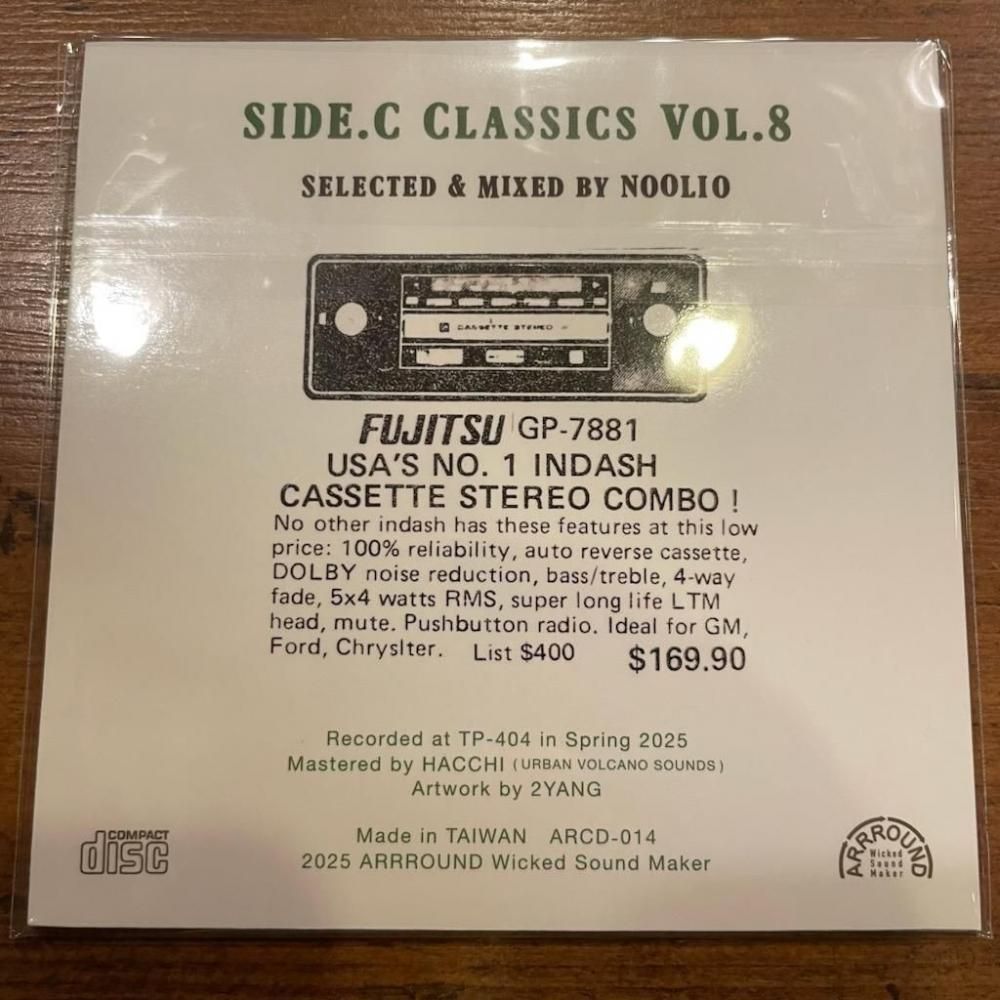 SIDE.C CLASSICS VOL.8
SELECTED & MIXED BY NOOLIO
CASSETTE STEREO
FUJITSU GP-7881
USA'S NO. 1 INDASH
CASSETTE STEREO COMBO !
No other indash has these features at this low
price: 100% reliability, auto reverse cassette,
DOLBY noise reduction, bass/treble, 4-way
fade, 5x4 watts RMS, super long life LTM
head, mute. Pushbutton radio. Ideal for GM,
Ford, Chryslter. List $400 $169.90
Recorded at TP-404 in Spring 2025
Mastered by HACCHI (URBAN VOLCANO SOUNDS)
Artwork by 2YANG
Made in TAIWAN ARCD-014
2025 ARRROUND Wicked Sound Maker
COMPACT
disc
ARRROUND
Wicked
Sound
Maker